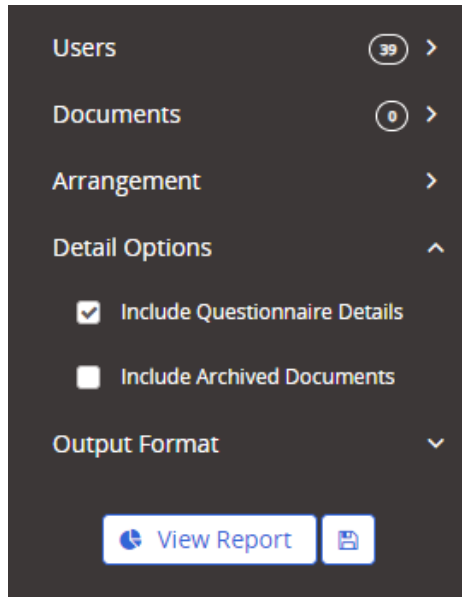 Users 39
Documents 0
Arrangement
Detail Options
Include Questionnaire Details
Include Archived Documents
Output Format
View Report